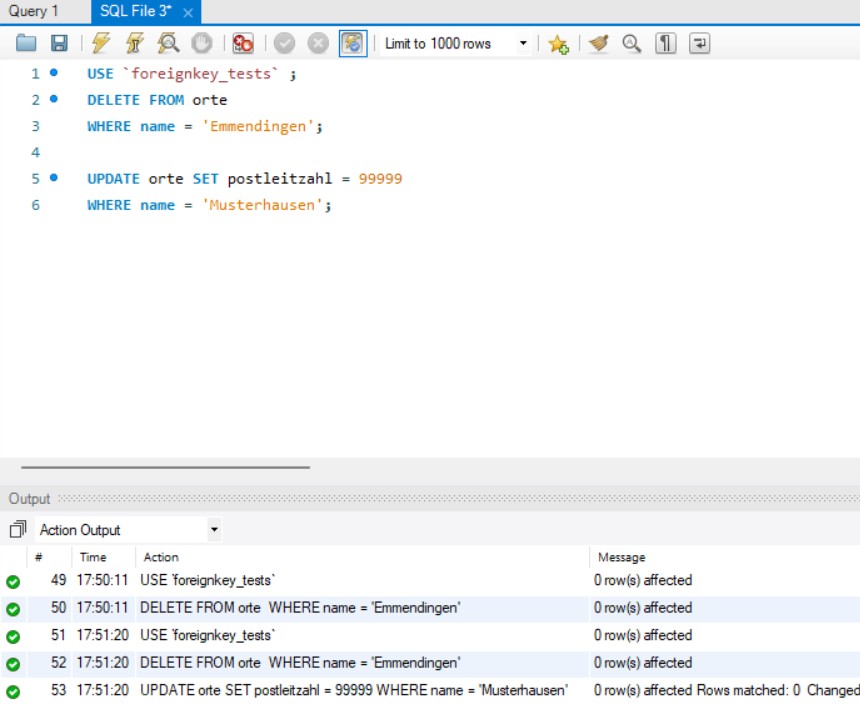 Query 1 SQL File 3*
Limit to 1000 rows
1 USE `foreignkey_tests` ;
2 DELETE FROM orte
3 WHERE name = 'Emmendingen';
4
5 UPDATE orte SET postleitzahl = 99999
6 WHERE name = 'Musterhausen';
Output
Action Output
# Time Action Message
49 17:50:11 USE `foreignkey_tests` 0 row(s) affected
50 17:50:11 DELETE FROM orte  WHERE name = 'Emmendingen' 0 row(s) affected
51 17:51:20 USE `foreignkey_tests` 0 row(s) affected
52 17:51:20 DELETE FROM orte  WHERE name = 'Emmendingen' 0 row(s) affected
53 17:51:20 UPDATE orte SET postleitzahl = 99999 WHERE name = 'Musterhausen' 0 row(s) affected Rows matched: 0  Changed